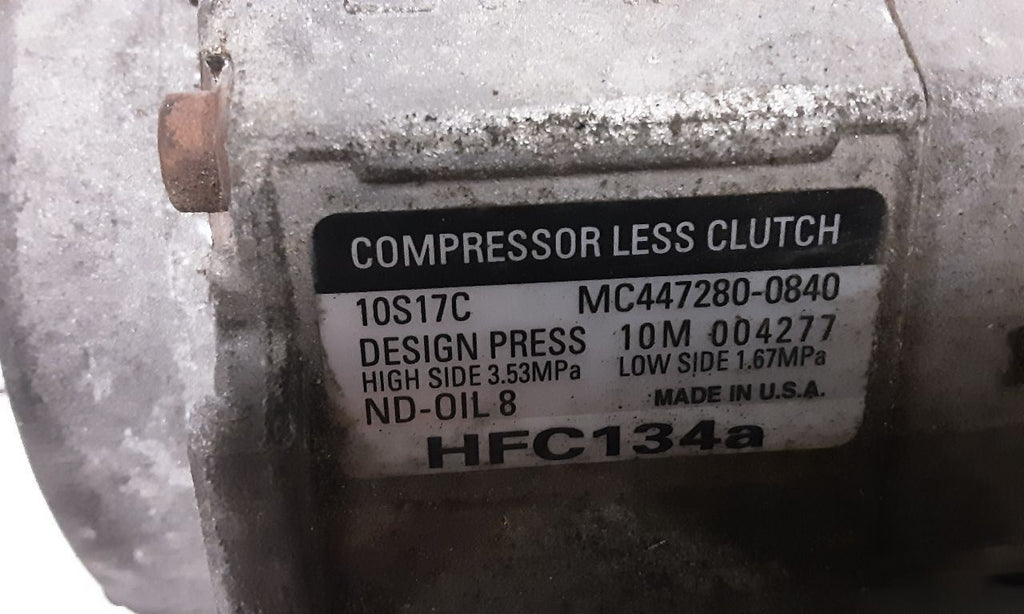 COMPRESSOR LESS CLUTCH
10S17C MC447280-0840
DESIGN PRESS 10M 004277
HIGH SIDE 3.53MPa LOW SIDE 1.67MPa
ND-OIL 8 MADE IN U.S.A.
HFC134a